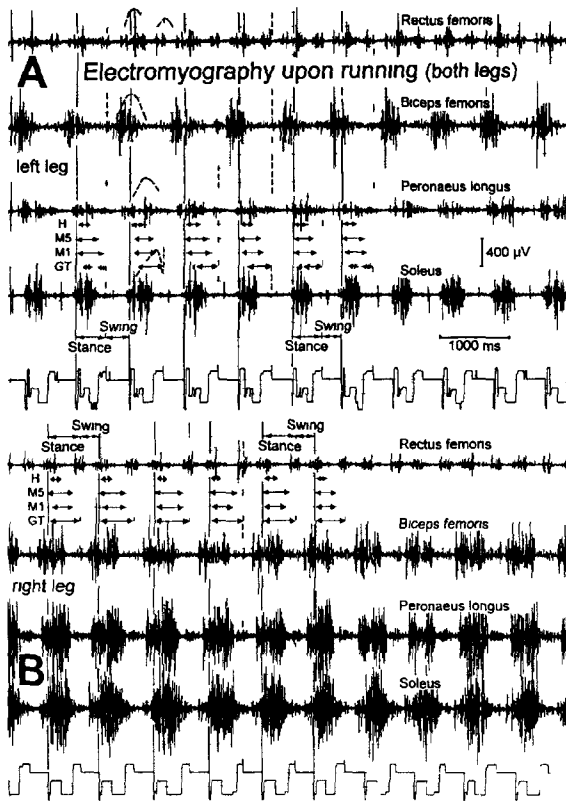 Rectus femoris
A
Electromyography upon running (both legs)
Biceps femoris
left leg
Peronaeus longus
H
M5
M1
GT
400 µV
Soleus
Swing
Stance
Swing
Stance
1000 ms
Swing
Stance
Swing
Stance
Rectus femoris
H
M5
M1
GT
Biceps femoris
right leg
Peronaeus longus
B
Soleus